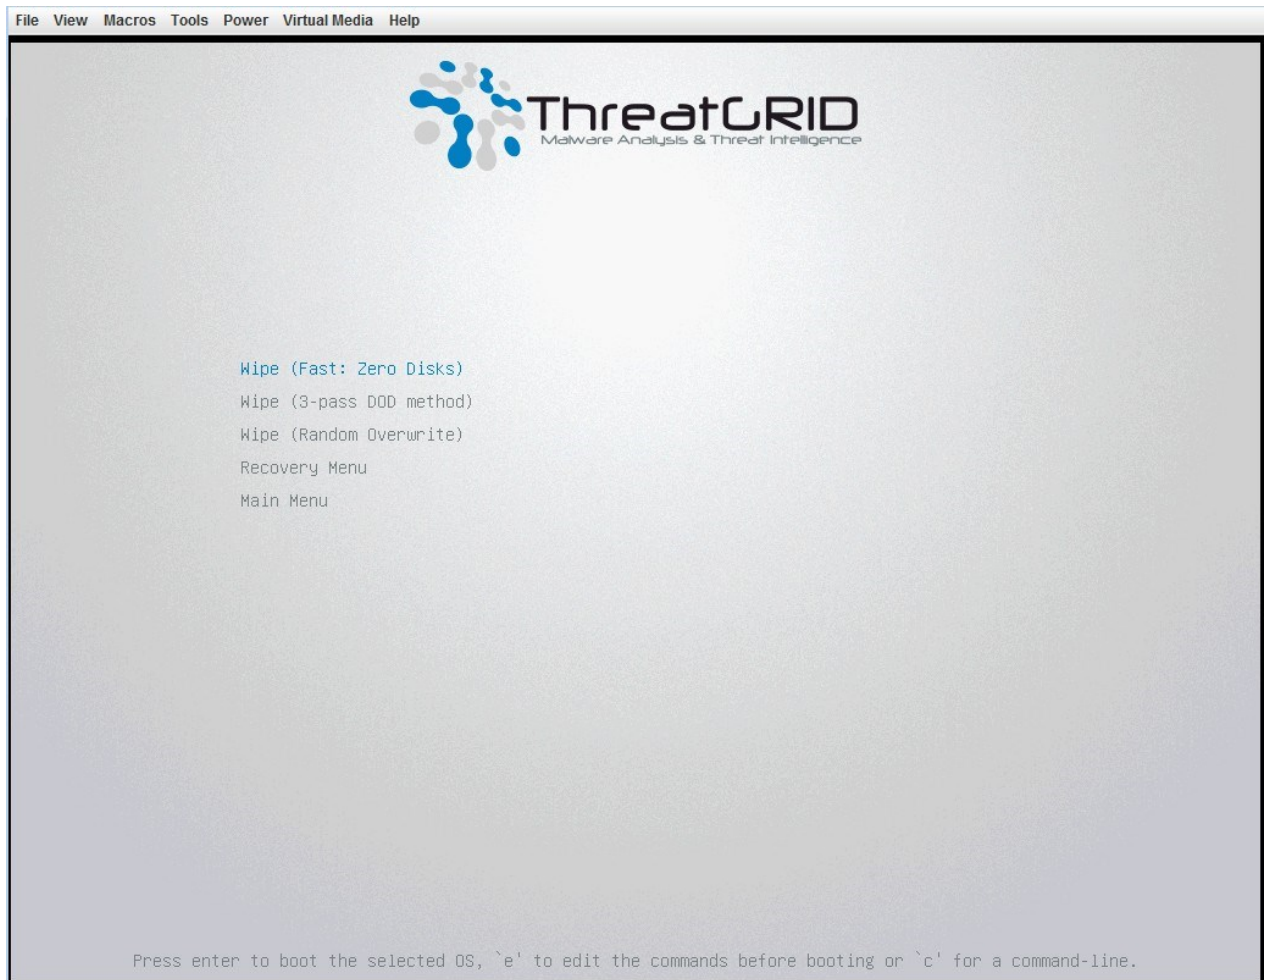 File View Macros Tools Power Virtual Media Help
ThreatGRID
Malware Analysis & Threat Intelligence
Wipe (Fast: Zero Disks)
Wipe (3-pass DOD method)
Wipe (Random Overwrite)
Recovery Menu
Main Menu
Press enter to boot the selected OS, `e' to edit the commands before booting or `c' for a command-line.